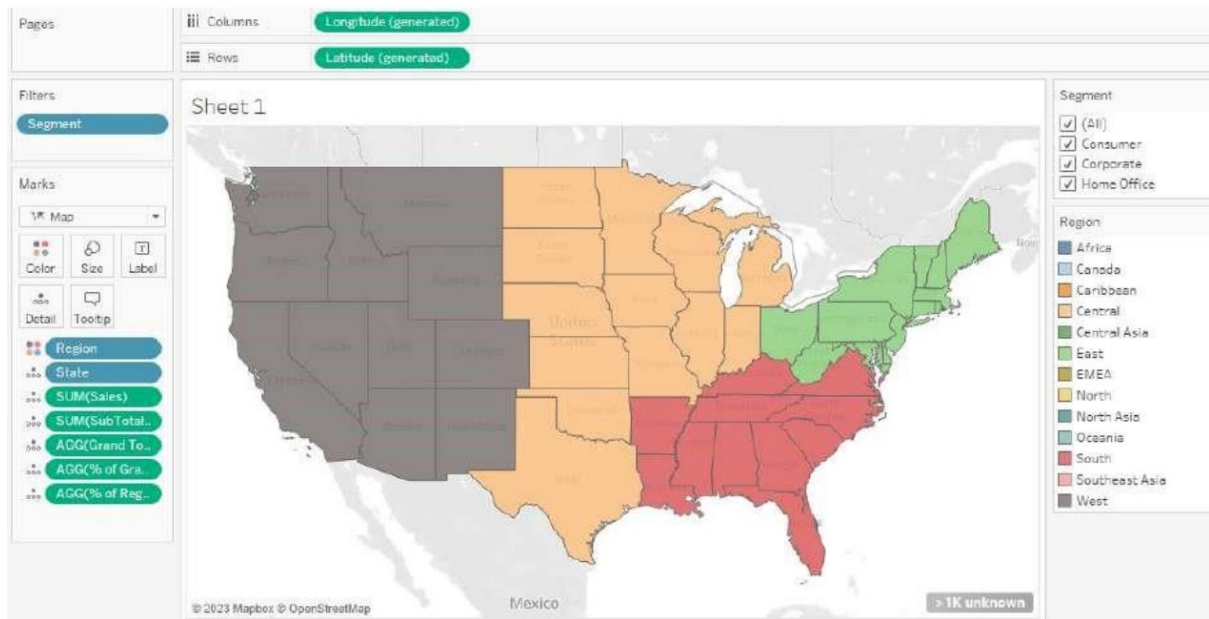 Pages
Columns
Longitude (generated)
Rows
Latitude (generated)
Filters
Segment
Sheet 1
Marks
Map
Color
Size
Label
Detail
Tooltip
Region
State
SUM(Sales)
SUM(SubTotal..
AGG(Grand To..
AGG(% of Gra..
AGG(% of Reg..
United
States
Mexico
© 2023 Mapbox © OpenStreetMap
> 1K unknown
Segment
(All)
Consumer
Corporate
Home Office
Region
Africa
Canada
Caribbean
Central
Central Asia
East
EMEA
North
North Asia
Oceania
South
Southeast Asia
West